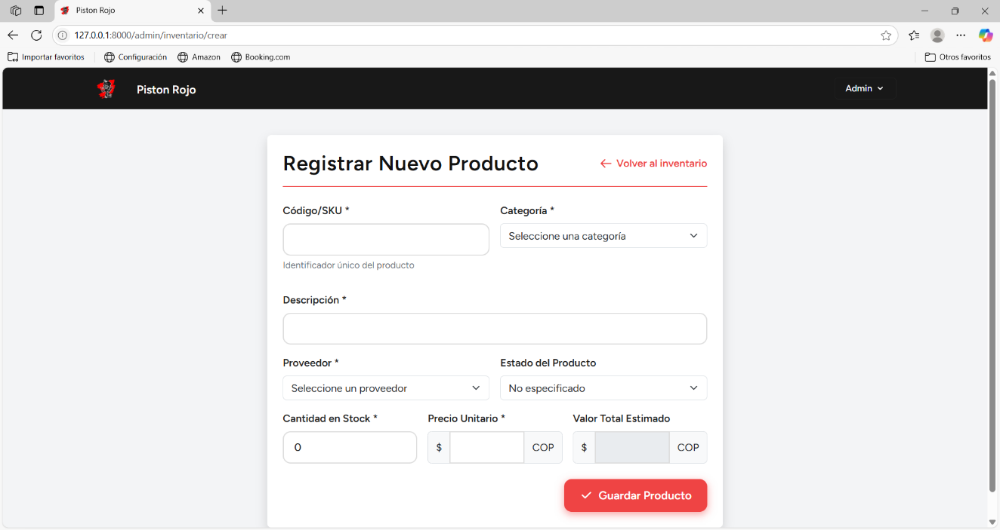 Piston Rojo
127.0.0.1:8000/admin/inventario/crear
Importar favoritos
Configuración
Amazon
Booking.com
Otros favoritos
Piston Rojo
Admin
Registrar Nuevo Producto
Volver al inventario
Código/SKU *
Categoría *
Seleccione una categoría
Identificador único del producto
Descripción *
Proveedor *
Estado del Producto
Seleccione un proveedor
No especificado
Cantidad en Stock *
Precio Unitario *
Valor Total Estimado
0
$
COP
$
COP
Guardar Producto